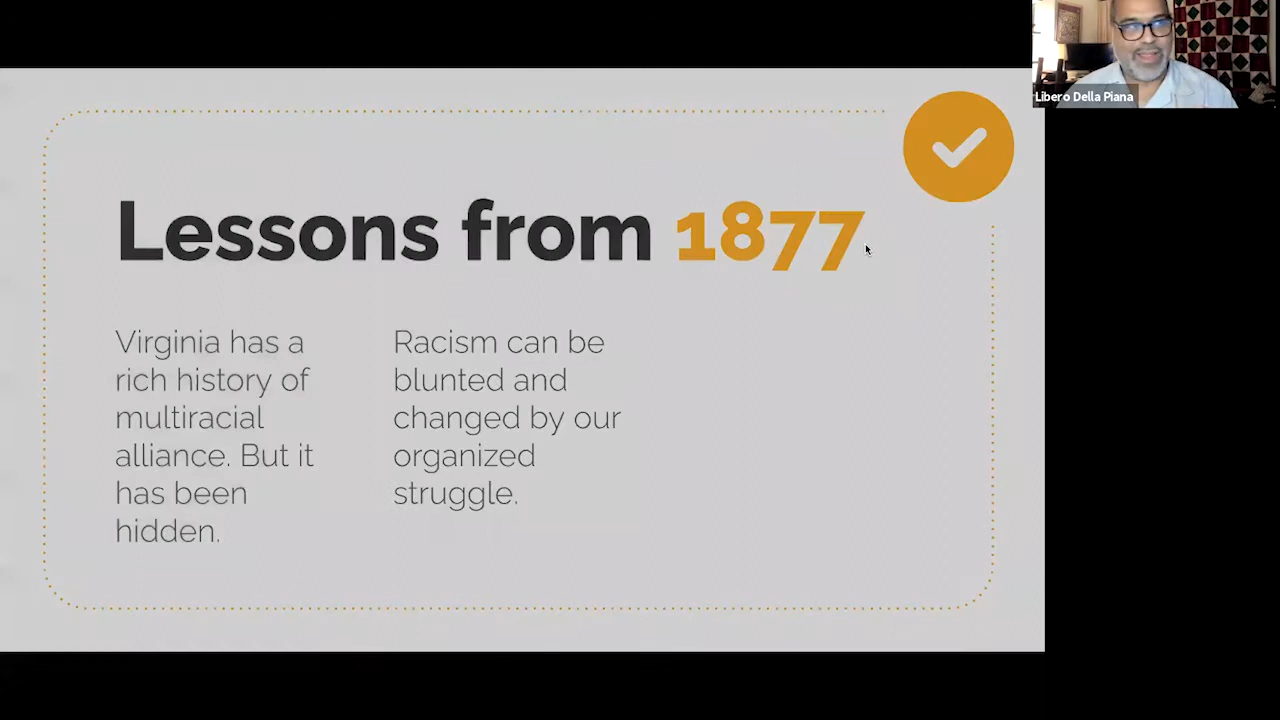 Libero Della Piana
Lessons from 1877
Virginia has a
rich history of
multiracial
alliance. But it
has been
hidden.
Racism can be
blunted and
changed by our
organized
struggle.